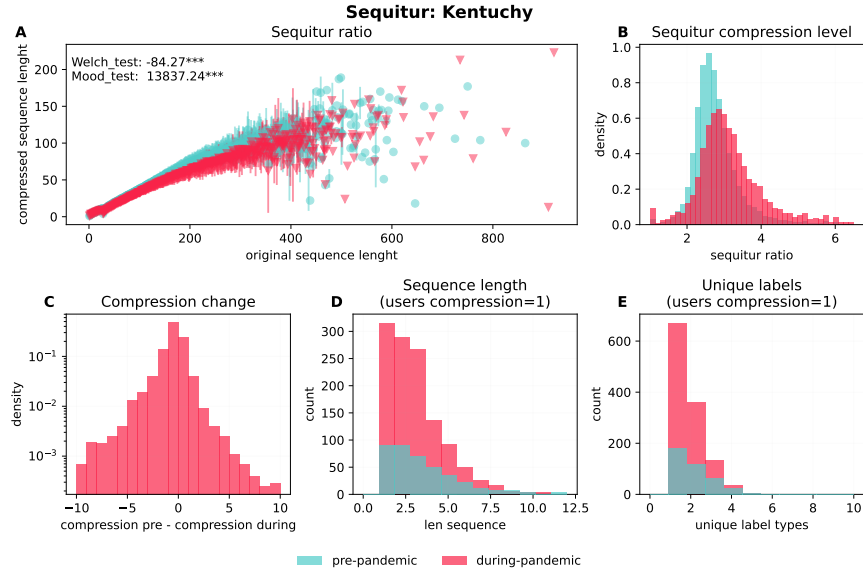 Sequitur: Kentuchy
A
Sequitur ratio
Welch_test: -84.27***
Mood_test: 13837.24***
compressed sequence lenght
200
150
100
50
0
0 200 400 600 800
original sequence lenght
B
Sequitur compression level
density
1.0
0.8
0.6
0.4
0.2
0.0
2 4 6
sequitur ratio
C
Compression change
density
10⁻¹
10⁻²
10⁻³
−10 −5 0 5 10
compression pre - compression during
D
Sequence length
(users compression=1)
count
300
250
200
150
100
50
0
0.0 2.5 5.0 7.5 10.0 12.5
len sequence
E
Unique labels
(users compression=1)
count
600
400
200
0
0 2 4 6 8 10
unique label types
pre-pandemic during-pandemic